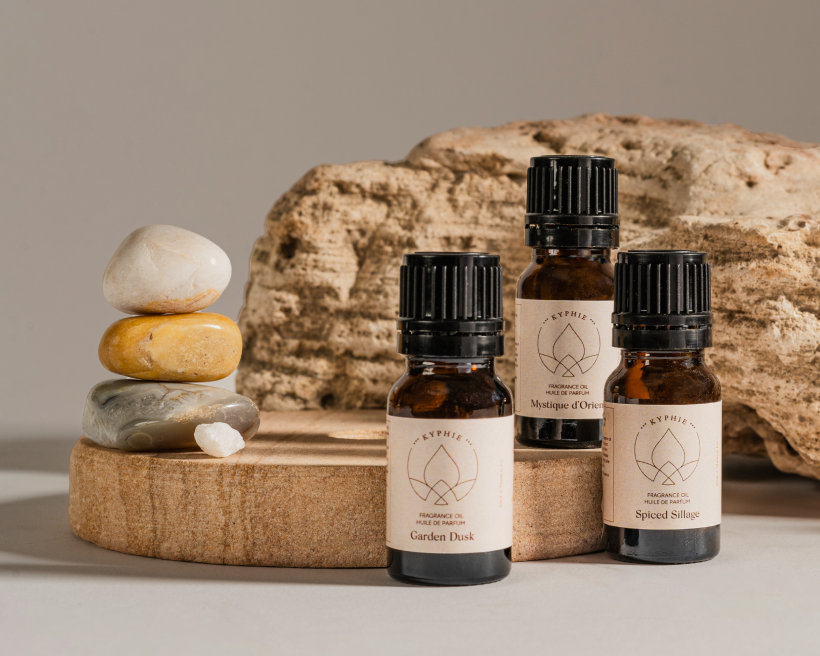 KYPHIE
FRAGRANCE OIL
HUILE DE PARFUM
Garden Dusk
KYPHIE
FRAGRANCE OIL
HUILE DE PARFUM
Mystique d'Orien
KYPHIE
FRAGRANCE OIL
HUILE DE PARFUM
Spiced Sillage